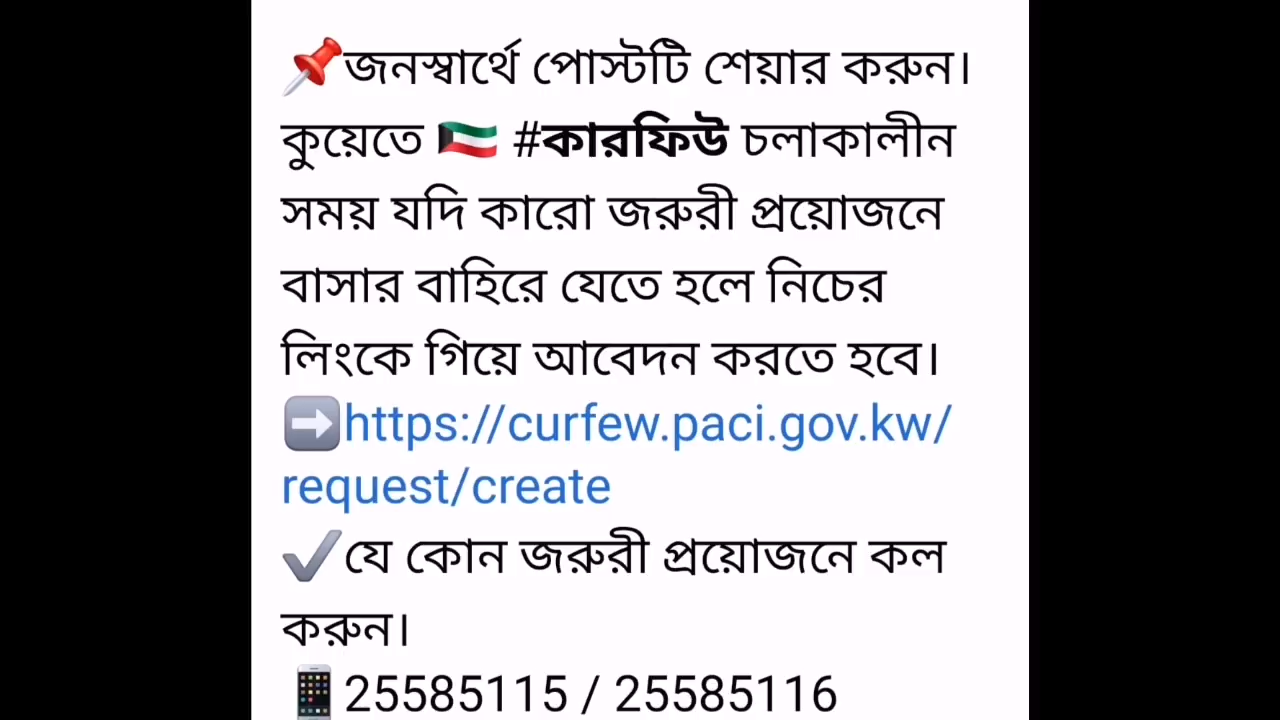 📌জনস্বার্থে পোস্টটি শেয়ার করুন।
কুয়েতে 🇰🇼 #কারফিউ চলাকালীন
সময় যদি কারো জরুরী প্রয়োজনে
বাসার বাহিরে যেতে হলে নিচের
লিংকে গিয়ে আবেদন করতে হবে।
➡️https://curfew.paci.gov.kw/
request/create
✔️যে কোন জরুরী প্রয়োজনে কল
করুন।
📱25585115 / 25585116